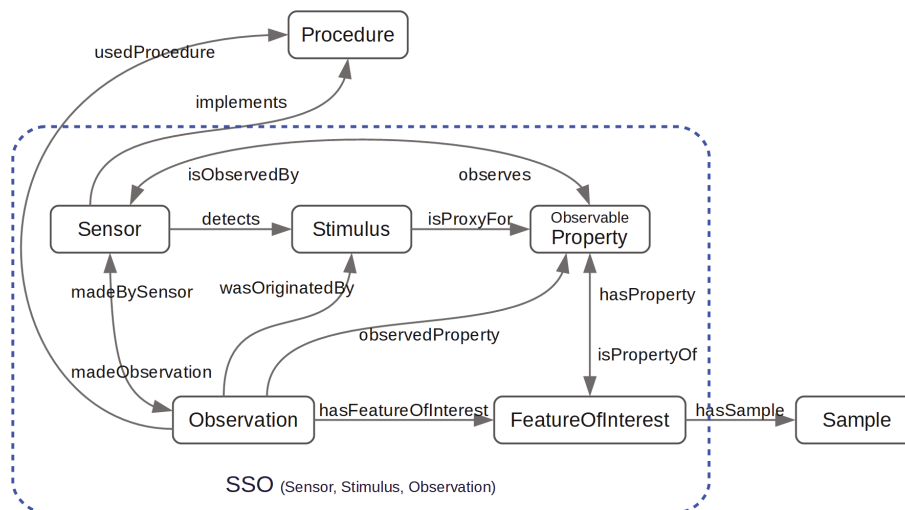 Procedure
usedProcedure
implements
isObservedBy
observes
Sensor
detects
Stimulus
isProxyFor
Observable
Property
madeBySensor
wasOriginatedBy
hasProperty
observedProperty
isPropertyOf
madeObservation
Observation
hasFeatureOfInterest
FeatureOfInterest
hasSample
Sample
SSO (Sensor, Stimulus, Observation)